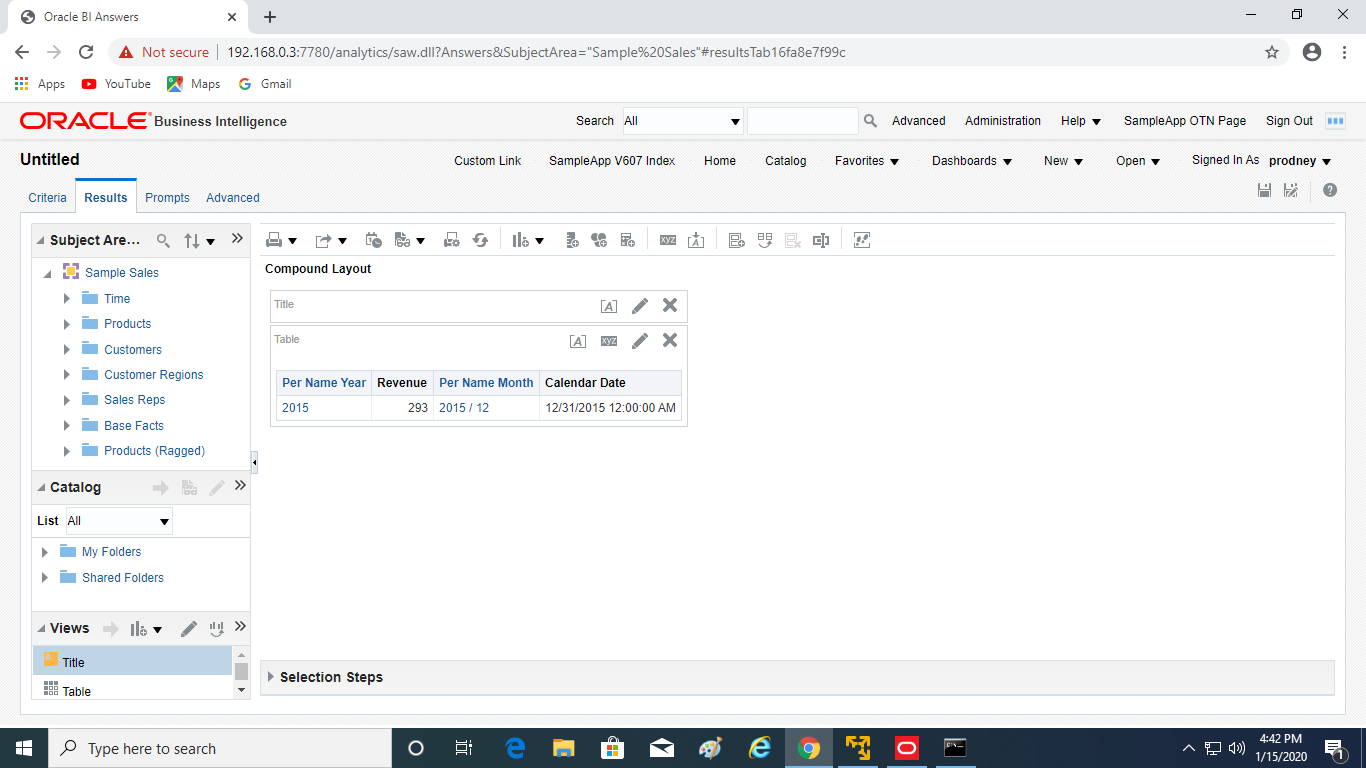 Oracle BI Answers
Not secure 192.168.0.3:7780/analytics/saw.dll?Answers&SubjectArea="Sample%20Sales"#resultsTab16fa8e7f99c
Apps YouTube Maps Gmail
ORACLE Business Intelligence Search All Advanced Administration Help SampleApp OTN Page Sign Out
Untitled Custom Link SampleApp V607 Index Home Catalog Favorites Dashboards New Open Signed In As prodney
Criteria Results Prompts Advanced
Subject Are...
Sample Sales
Time
Products
Customers
Customer Regions
Sales Reps
Base Facts
Products (Ragged)
Catalog
List All
My Folders
Shared Folders
Views
Title
Table
xyz
Compound Layout
Title
Table xyz
Per Name Year Revenue Per Name Month Calendar Date
2015 293 2015 / 12 12/31/2015 12:00:00 AM
Selection Steps
Type here to search
4:42 PM
1/15/2020
1